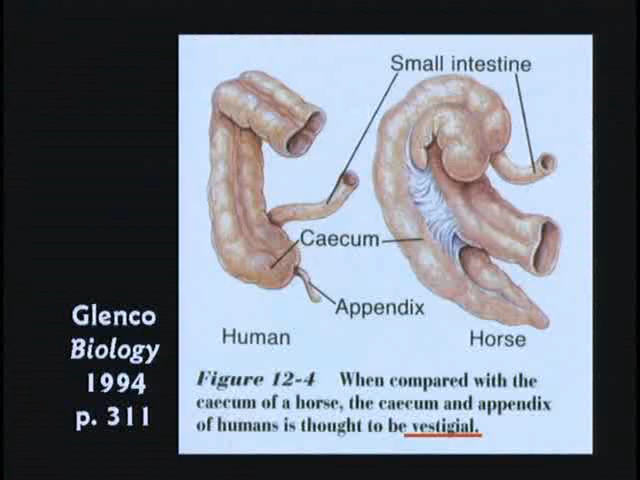 Small intestine
Caecum
Appendix
Human
Horse
Glenco
Biology
1994
p. 311
Figure 12-4 When compared with the
caecum of a horse, the caecum and appendix
of humans is thought to be vestigial.